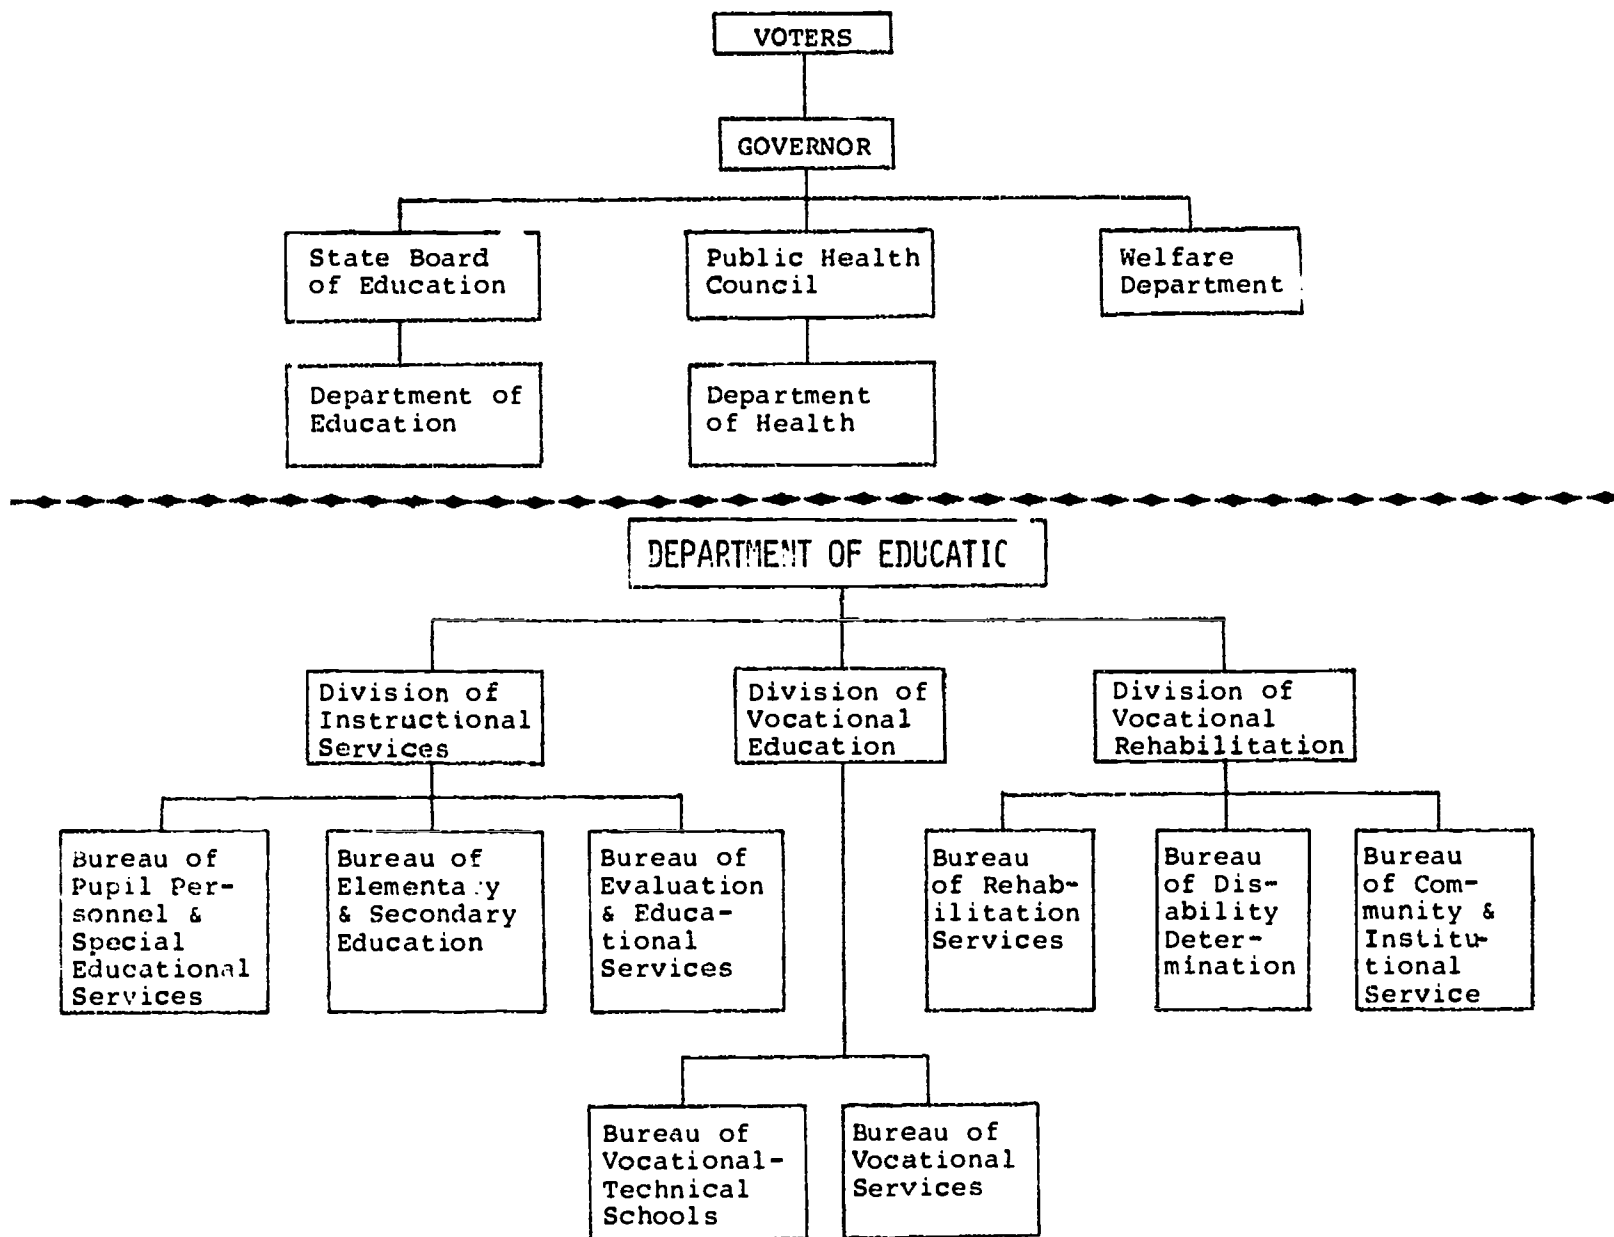 VOTERS
GOVERNOR
State Board
of Education
Public Health
Council
Welfare
Department
Department of
Education
Department
of Health
DEPARTMENT OF EDUCATIC
Division of
Instructional
Services
Division of
Vocational
Education
Division of
Vocational
Rehabilitation
Bureau of
Pupil Per-
sonnel &
Special
Educational
Services
Bureau of
Elementary
& Secondary
Education
Bureau of
Evaluation
& Educa-
tional
Services
Bureau
of Rehab-
ilitation
Services
Bureau
of Dis-
ability
Deter-
mination
Bureau
of Com-
munity &
Institu-
tional
Service
Bureau of
Vocational-
Technical
Schools
Bureau of
Vocational
Services